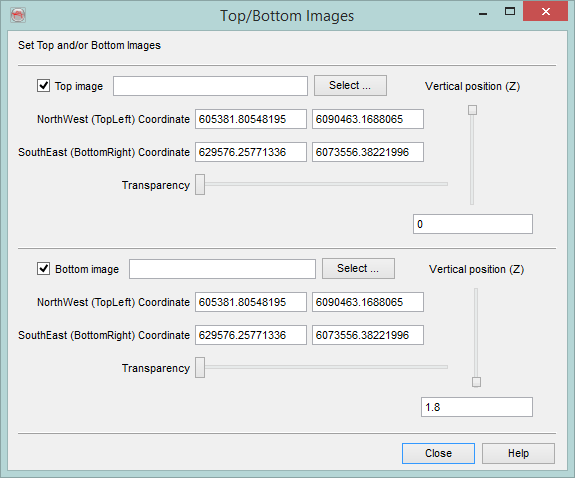 Top/Bottom Images
Set Top and/or Bottom Images
Top image Select ... Vertical position (Z)
NorthWest (TopLeft) Coordinate 605381.80548195 6090463.1688065
SouthEast (BottomRight) Coordinate 629576.25771336 6073556.38221996
Transparency
0
Bottom image Select ... Vertical position (Z)
NorthWest (TopLeft) Coordinate 605381.80548195 6090463.1688065
SouthEast (BottomRight) Coordinate 629576.25771336 6073556.38221996
Transparency
1.8
Close Help